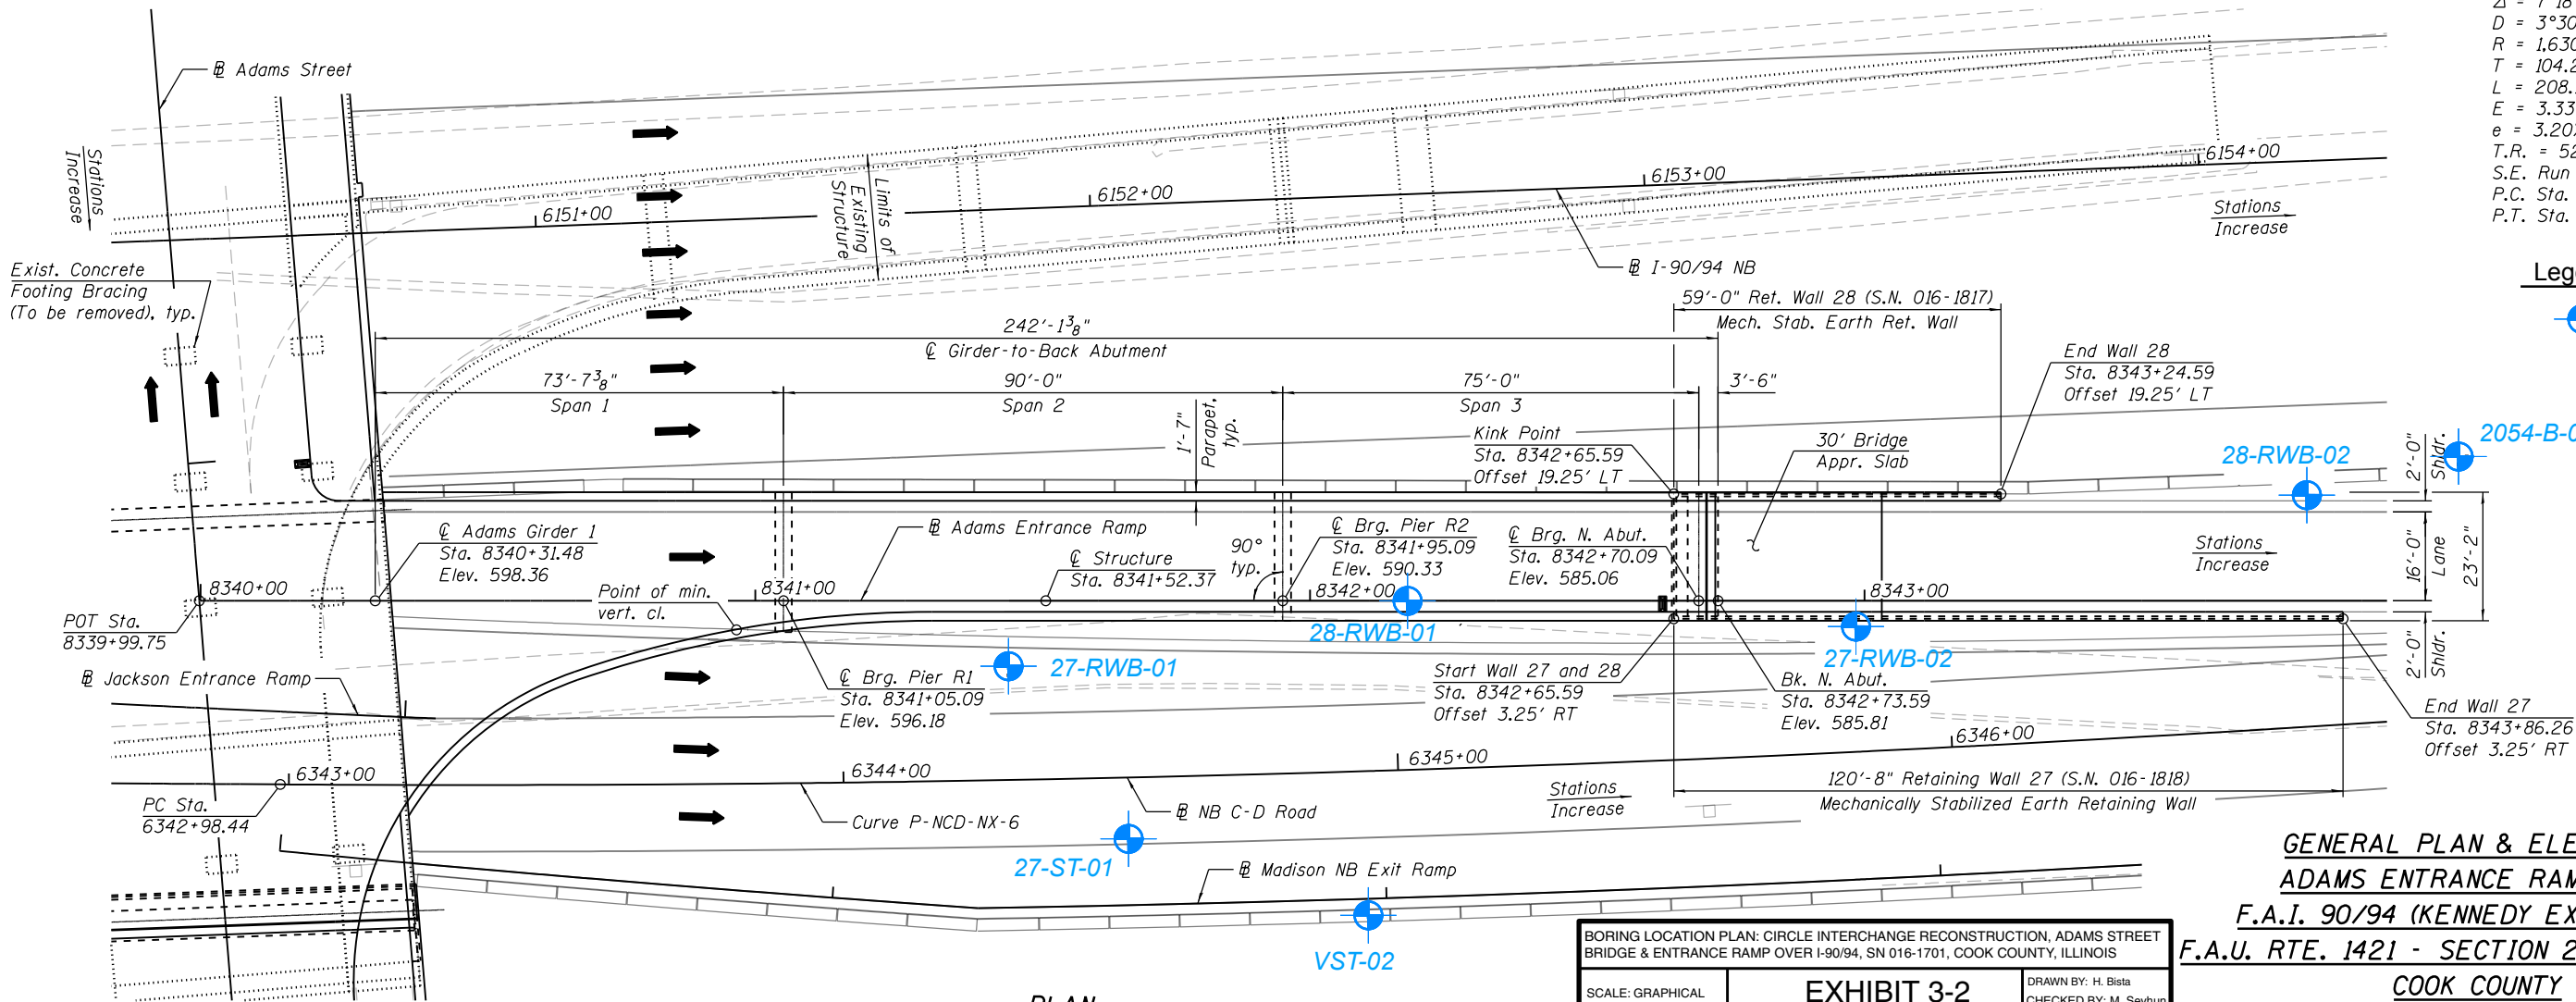 ℄ Adams Street
Stations
Increase
Exist. Concrete
Footing Bracing
(To be removed), typ.
6151+00
6152+00
6153+00
6154+00
Limits of
Existing
Structure
Stations
Increase
℄ I-90/94 NB
59'-0" Ret. Wall 28 (S.N. 016-1817)
Mech. Stab. Earth Ret. Wall
242'-1 3/8"
℄ Girder-to-Back Abutment
73'-7 3/8"
Span 1
90'-0"
Span 2
75'-0"
Span 3
3'-6"
1'-7"
Parapet,
typ.
End Wall 28
Sta. 8343+24.59
Offset 19.25' LT
Kink Point
Sta. 8342+65.59
Offset 19.25' LT
30' Bridge
Appr. Slab
28-RWB-02
2'-0"
Shldr.
16'-0"
Lane
23'-2"
2'-0"
Shldr.
℄ Adams Girder 1
Sta. 8340+31.48
Elev. 598.36
℄ Adams Entrance Ramp
℄ Structure
Sta. 8341+52.37
90°
typ.
℄ Brg. Pier R2
Sta. 8341+95.09
Elev. 590.33
℄ Brg. N. Abut.
Sta. 8342+70.09
Elev. 585.06
Stations
Increase
8340+00
8341+00
8342+00
8343+00
Point of min.
vert. cl.
POT Sta.
8339+99.75
28-RWB-01
27-RWB-01
27-RWB-02
℄ Jackson Entrance Ramp
℄ Brg. Pier R1
Sta. 8341+05.09
Elev. 596.18
Start Wall 27 and 28
Sta. 8342+65.59
Offset 3.25' RT
Bk. N. Abut.
Sta. 8342+73.59
Elev. 585.81
End Wall 27
Sta. 8343+86.26
Offset 3.25' RT
6343+00
6344+00
6345+00
6346+00
PC Sta.
6342+98.44
Curve P-NCD-NX-6
℄ NB C-D Road
Stations
Increase
120'-8" Retaining Wall 27 (S.N. 016-1818)
Mechanically Stabilized Earth Retaining Wall
27-ST-01
℄ Madison NB Exit Ramp
VST-02
D = 3°30
R = 1,630
T = 104.2
L = 208.
E = 3.33
e = 3.20
T.R. = 52
S.E. Run
P.C. Sta.
P.T. Sta.
Leg
2054-B-0
GENERAL PLAN & ELE
ADAMS ENTRANCE RAM
F.A.I. 90/94 (KENNEDY EX
F.A.U. RTE. 1421 - SECTION 2
COOK COUNTY
BORING LOCATION PLAN: CIRCLE INTERCHANGE RECONSTRUCTION, ADAMS STREET
BRIDGE & ENTRANCE RAMP OVER I-90/94, SN 016-1701, COOK COUNTY, ILLINOIS
SCALE: GRAPHICAL
EXHIBIT 3-2
DRAWN BY: H. Bista
CHECKED BY: M. Seyhun
PLAN